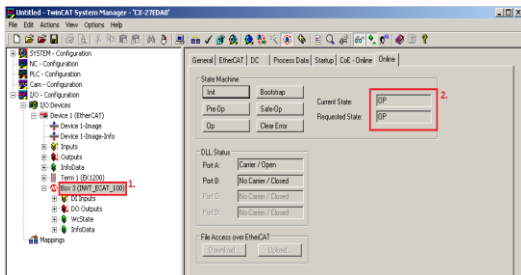 Untitled - TwinCAT System Manager - 'CX-27EDA8'
File Edit Actions View Options Help
SYSTEM - Configuration
NC - Configuration
PLC - Configuration
Cam - Configuration
I/O - Configuration
I/O Devices
Device 1 (EtherCAT)
Device 1-Image
Device 1-Image-Info
Inputs
Outputs
InfoData
Term 1 (EK1200)
Box 3 (INVT_ECAT_100)
1.
DI Inputs
DO Outputs
WcState
InfoData
Mappings
General EtherCAT DC Process Data Startup CoE - Online Online
State Machine
Init Bootstrap
Pre-Op Safe-Op
Op Clear Error
Current State: OP
Requested State: OP
2.
DLL Status
Port A: Carrier / Open
Port B: No Carrier / Closed
Port C: No Carrier / Closed
Port D: No Carrier / Closed
File Access over EtherCAT
Download... Upload...